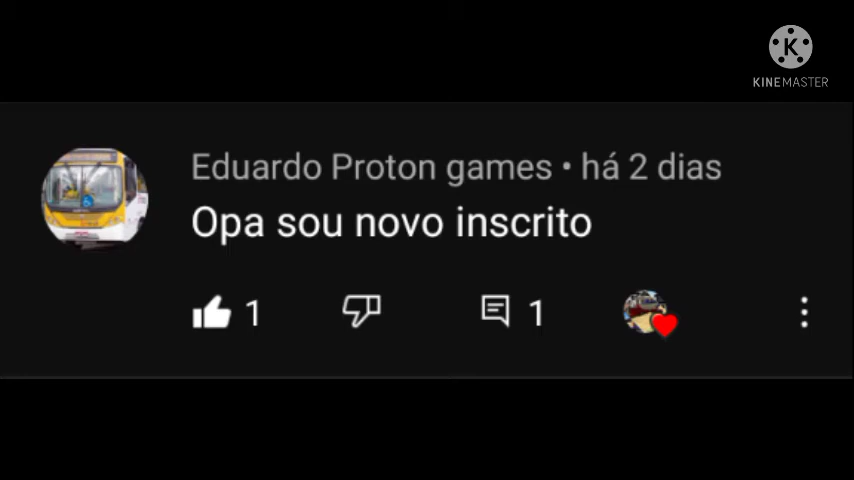 K
KINEMASTER
Eduardo Proton games • há 2 dias
Opa sou novo inscrito
1
1